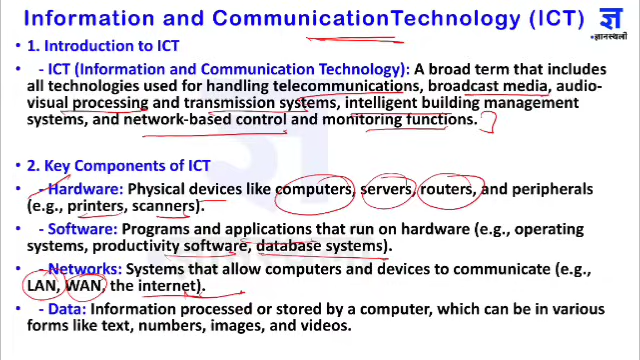 Information and CommunicationTechnology (ICT)
ज्ञ
ज्ञानस्थली
• 1. Introduction to ICT
• - ICT (Information and Communication Technology): A broad term that includes
all technologies used for handling telecommunications, broadcast media, audio-
visual processing and transmission systems, intelligent building management
systems, and network-based control and monitoring functions.
• 2. Key Components of ICT
• - Hardware: Physical devices like computers, servers, routers, and peripherals
(e.g., printers, scanners).
• - Software: Programs and applications that run on hardware (e.g., operating
systems, productivity software, database systems).
• - Networks: Systems that allow computers and devices to communicate (e.g.,
LAN, WAN, the internet).
• - Data: Information processed or stored by a computer, which can be in various
forms like text, numbers, images, and videos.